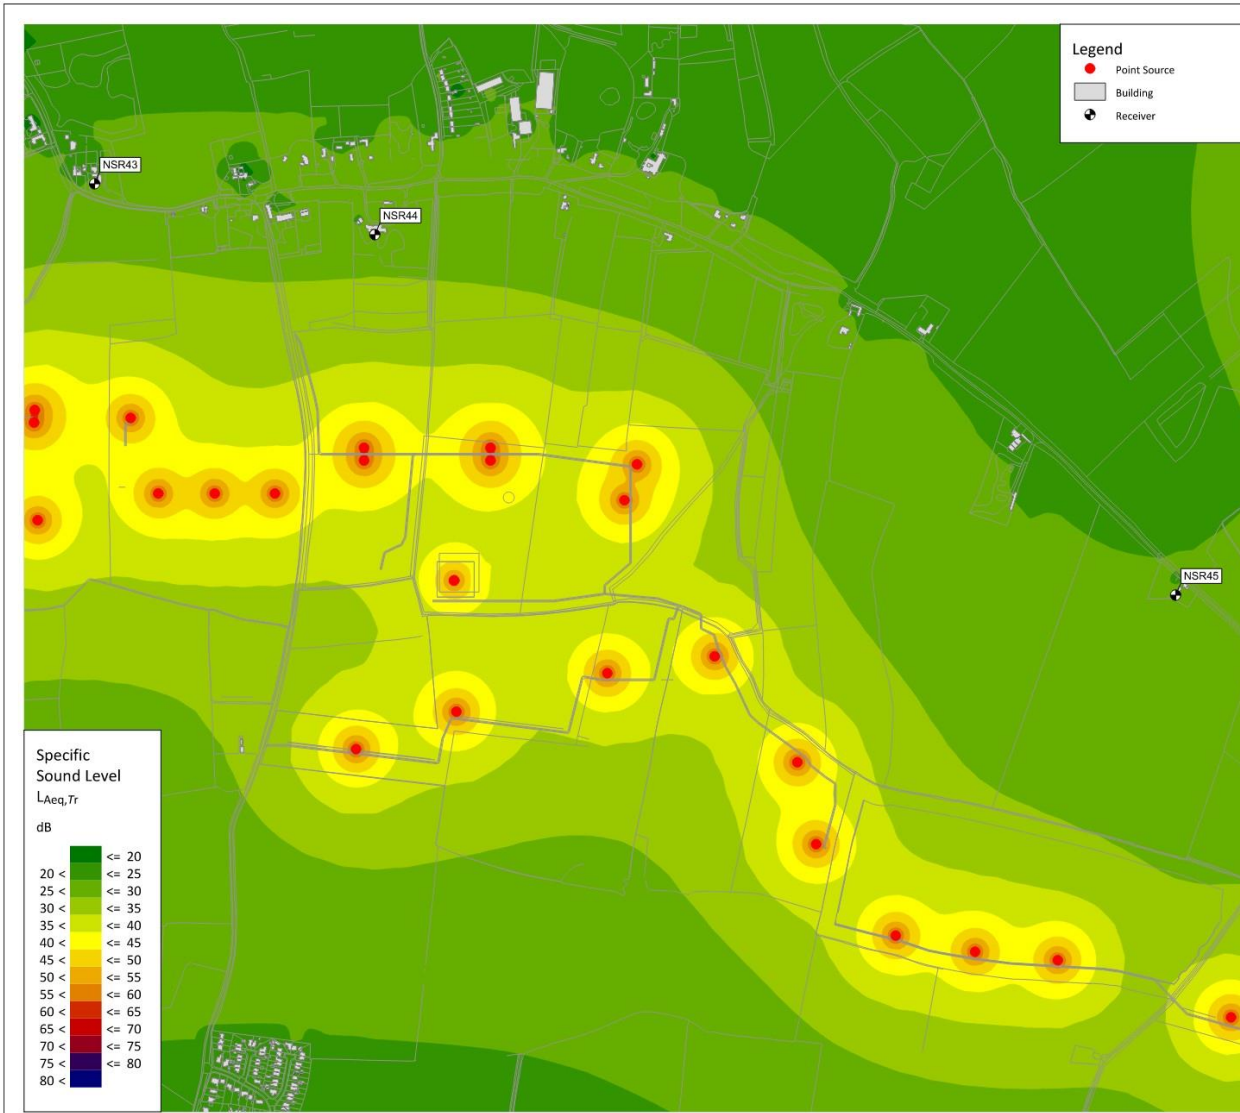 Legend
Point Source
Building
Receiver
NSR43
NSR44
NSR45
Specific
Sound Level
LAeq,Tr
dB
<= 20
20 < <= 25
25 < <= 30
30 < <= 35
35 < <= 40
40 < <= 45
45 < <= 50
50 < <= 55
55 < <= 60
60 < <= 65
65 < <= 70
70 < <= 75
75 < <= 80
80 <